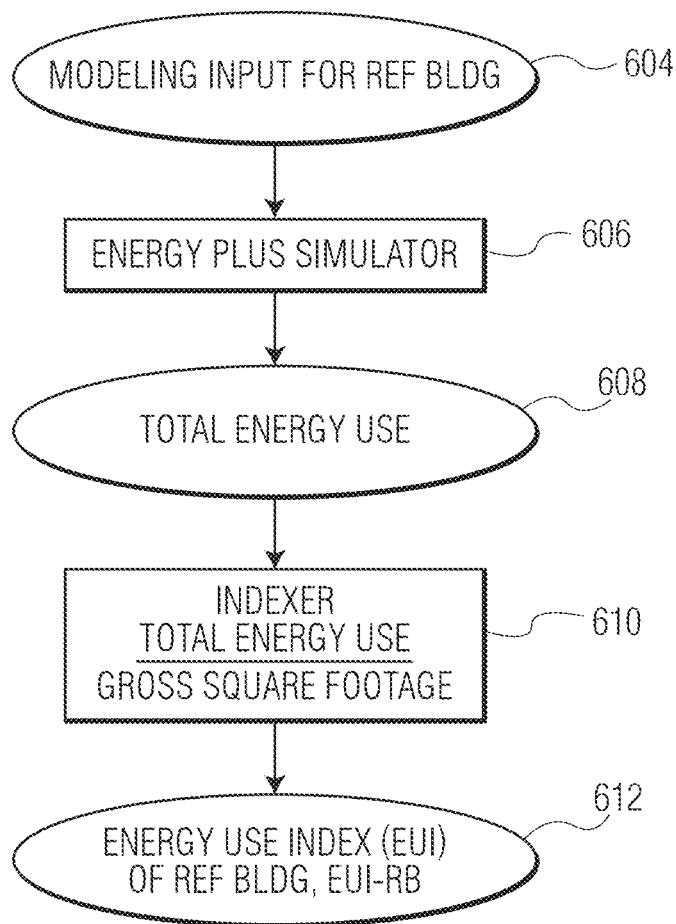 MODELING INPUT FOR REF BLDG
604
ENERGY PLUS SIMULATOR
606
608
TOTAL ENERGY USE
INDEXER
TOTAL ENERGY USE
GROSS SQUARE FOOTAGE
610
612
ENERGY USE INDEX (EUI)
OF REF BLDG, EUI-RB